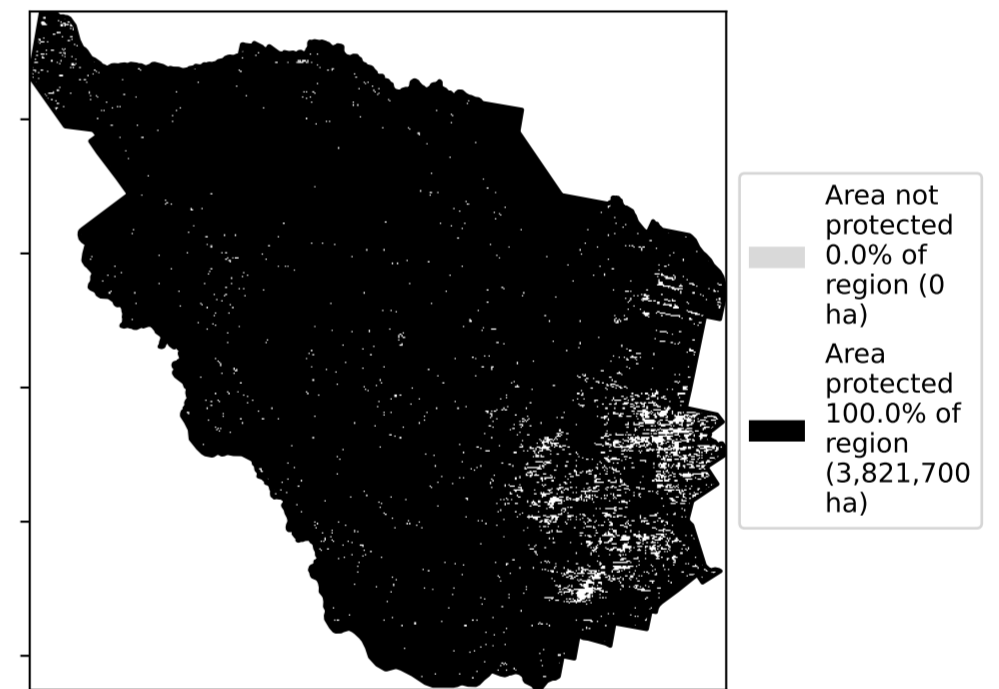 Area not
protected
0.0% of
region (0
ha)
Area
protected
100.0% of
region
(3,821,700
ha)